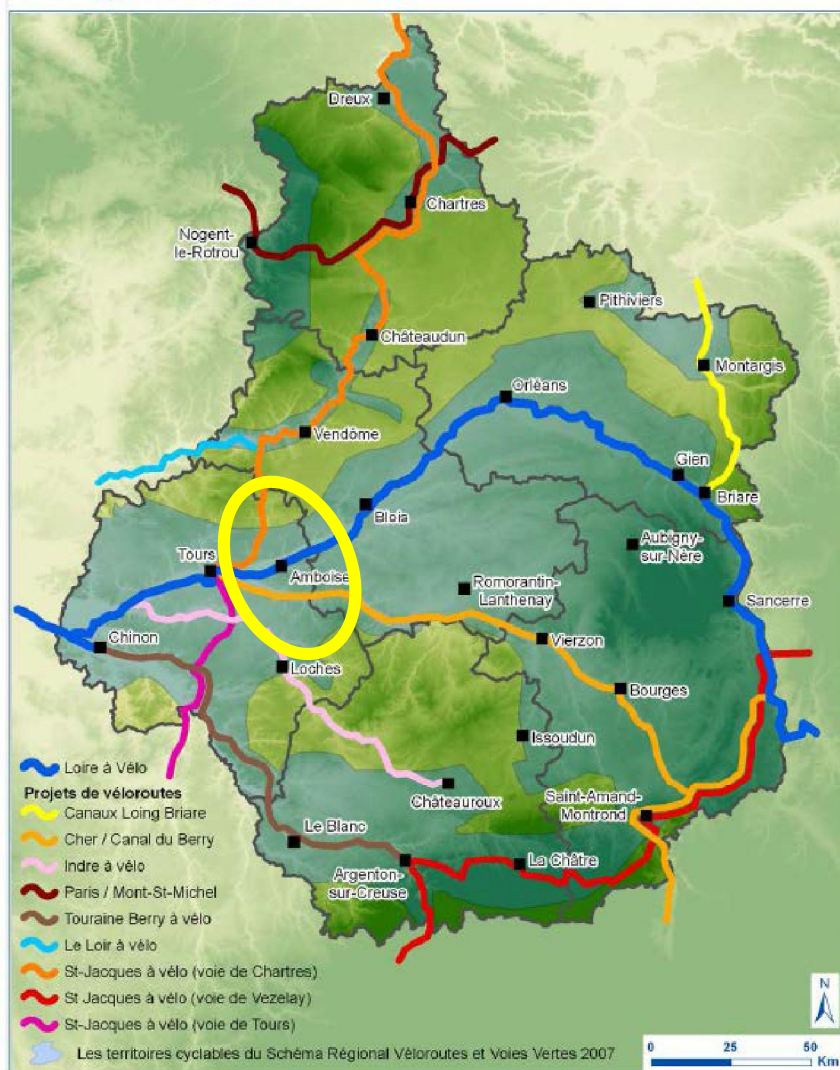 Dreux
Chartres
Nogent-
le-Rotrou
Pithiviers
Châteaudun
Montargis
Orléans
Vendôme
Gien
Briare
Blois
Aubigny-
sur-Nère
Tours
Amboise
Romorantin-
Lanthenay
Sancerre
Chinon
Vierzon
Loches
Bourges
Issoudun
Châteauroux
Saint-Amand-
Montrond
Le Blanc
Argenton-
sur-Creuse
La Châtre
Loire à Vélo
Projets de véloroutes
Canaux Loing Briare
Cher / Canal du Berry
Indre à vélo
Paris / Mont-St-Michel
Touraine Berry à vélo
Le Loir à vélo
St-Jacques à vélo (voie de Chartres)
St Jacques à vélo (voie de Vezelay)
St-Jacques à vélo (voie de Tours)
Les territoires cyclables du Schéma Régional Véloroutes et Voies Vertes 2007
N
0 25 50
Km